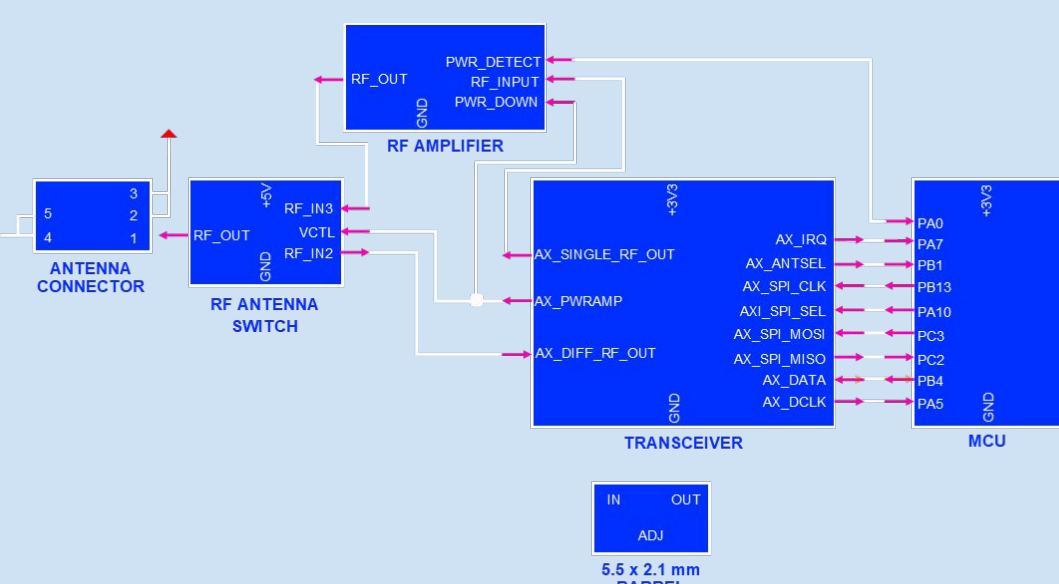 PWR_DETECT
RF_OUT
RF_INPUT
PWR_DOWN
GND
RF AMPLIFIER
3
5
2
4
1
ANTENNA
CONNECTOR
+5V
RF_IN3
VCTL
RF_OUT
RF_IN2
GND
RF ANTENNA
SWITCH
+3V3
AX_IRQ
AX_SINGLE_RF_OUT
AX_ANTSEL
AX_SPI_CLK
AX_PWRAMP
AXI_SPI_SEL
AX_SPI_MOSI
AX_DIFF_RF_OUT
AX_SPI_MISO
AX_DATA
AX_DCLK
GND
TRANSCEIVER
+3V3
PA0
PA7
PB1
PB13
PA10
PC3
PC2
PB4
PA5
GND
MCU
IN
OUT
ADJ
5.5 x 2.1 mm
BARREL